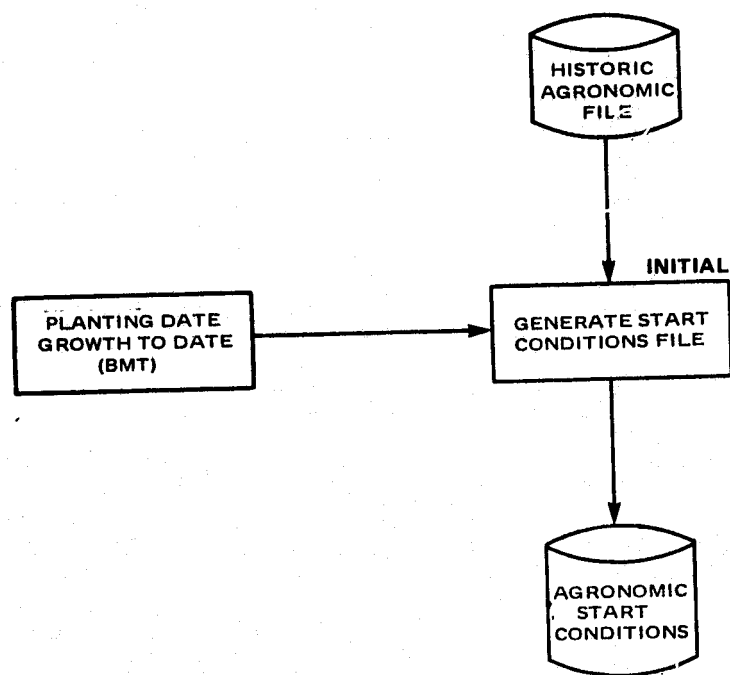 HISTORIC
AGRONOMIC
FILE
INITIAL
PLANTING DATE
GROWTH TO DATE
(BMT)
GENERATE START
CONDITIONS FILE
AGRONOMIC
START
CONDITIONS